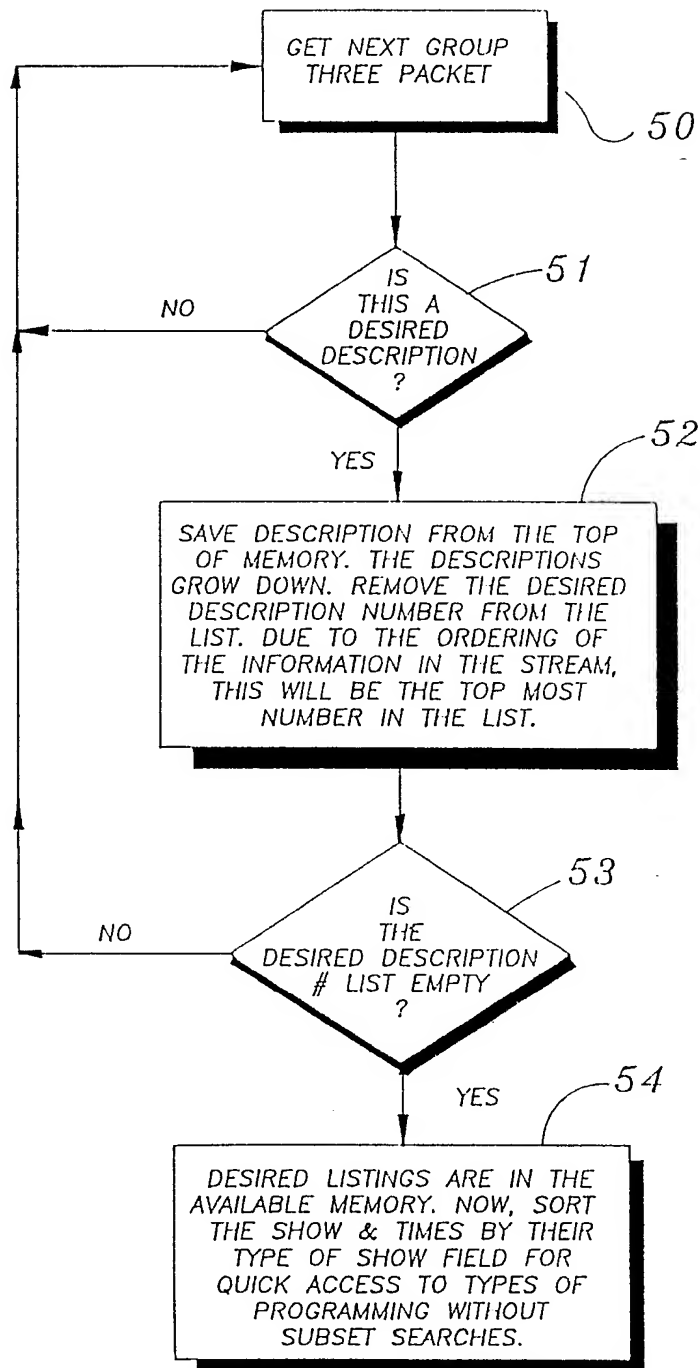 GET NEXT GROUP
THREE PACKET
50
51
IS
THIS A
DESIRED
DESCRIPTION
?
NO
YES
52
SAVE DESCRIPTION FROM THE TOP
OF MEMORY. THE DESCRIPTIONS
GROW DOWN. REMOVE THE DESIRED
DESCRIPTION NUMBER FROM THE
LIST. DUE TO THE ORDERING OF
THE INFORMATION IN THE STREAM,
THIS WILL BE THE TOP MOST
NUMBER IN THE LIST.
53
IS
THE
DESIRED DESCRIPTION
# LIST EMPTY
?
NO
YES
54
DESIRED LISTINGS ARE IN THE
AVAILABLE MEMORY. NOW, SORT
THE SHOW & TIMES BY THEIR
TYPE OF SHOW FIELD FOR
QUICK ACCESS TO TYPES OF
PROGRAMMING WITHOUT
SUBSET SEARCHES.